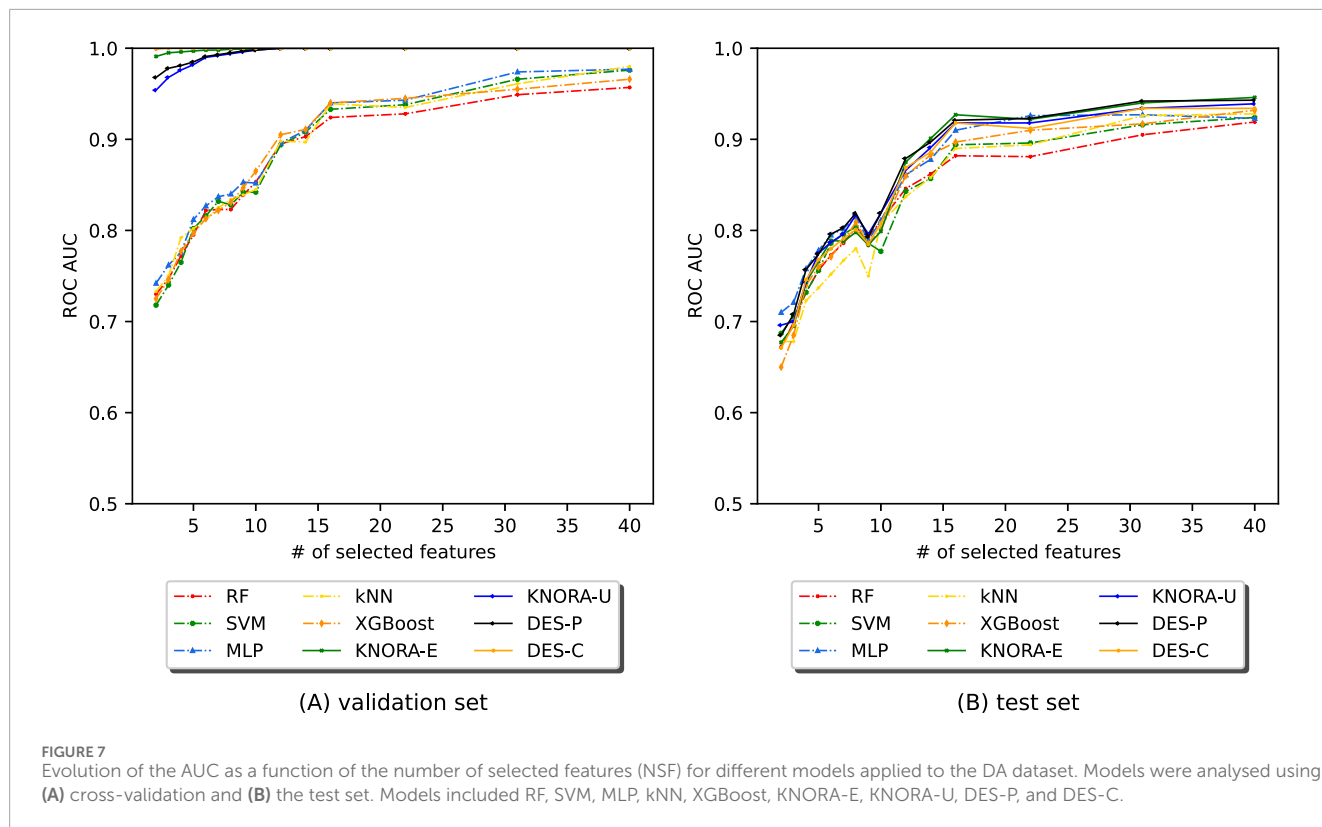 1.0
0.9
0.8
0.7
0.6
0.5
ROC AUC
5 10 15 20 25 30 35 40
# of selected features
RF kNN KNORA-U
SVM XGBoost DES-P
MLP KNORA-E DES-C
(A) validation set
1.0
0.9
0.8
0.7
0.6
0.5
ROC AUC
5 10 15 20 25 30 35 40
# of selected features
RF kNN KNORA-U
SVM XGBoost DES-P
MLP KNORA-E DES-C
(B) test set
FIGURE 7
Evolution of the AUC as a function of the number of selected features (NSF) for different models applied to the DA dataset. Models were analysed using
(A) cross-validation and (B) the test set. Models included RF, SVM, MLP, kNN, XGBoost, KNORA-E, KNORA-U, DES-P, and DES-C.